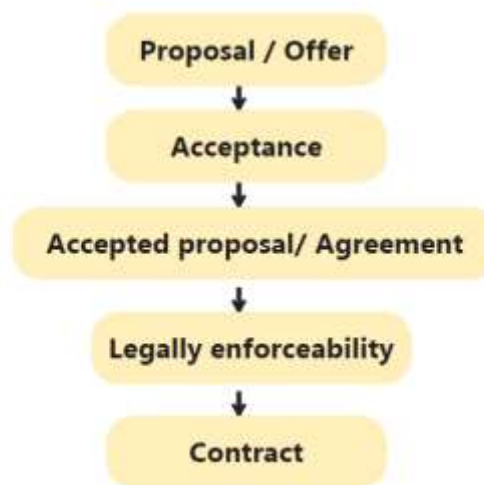 Proposal / Offer
Acceptance
Accepted proposal/ Agreement
Legally enforceability
Contract